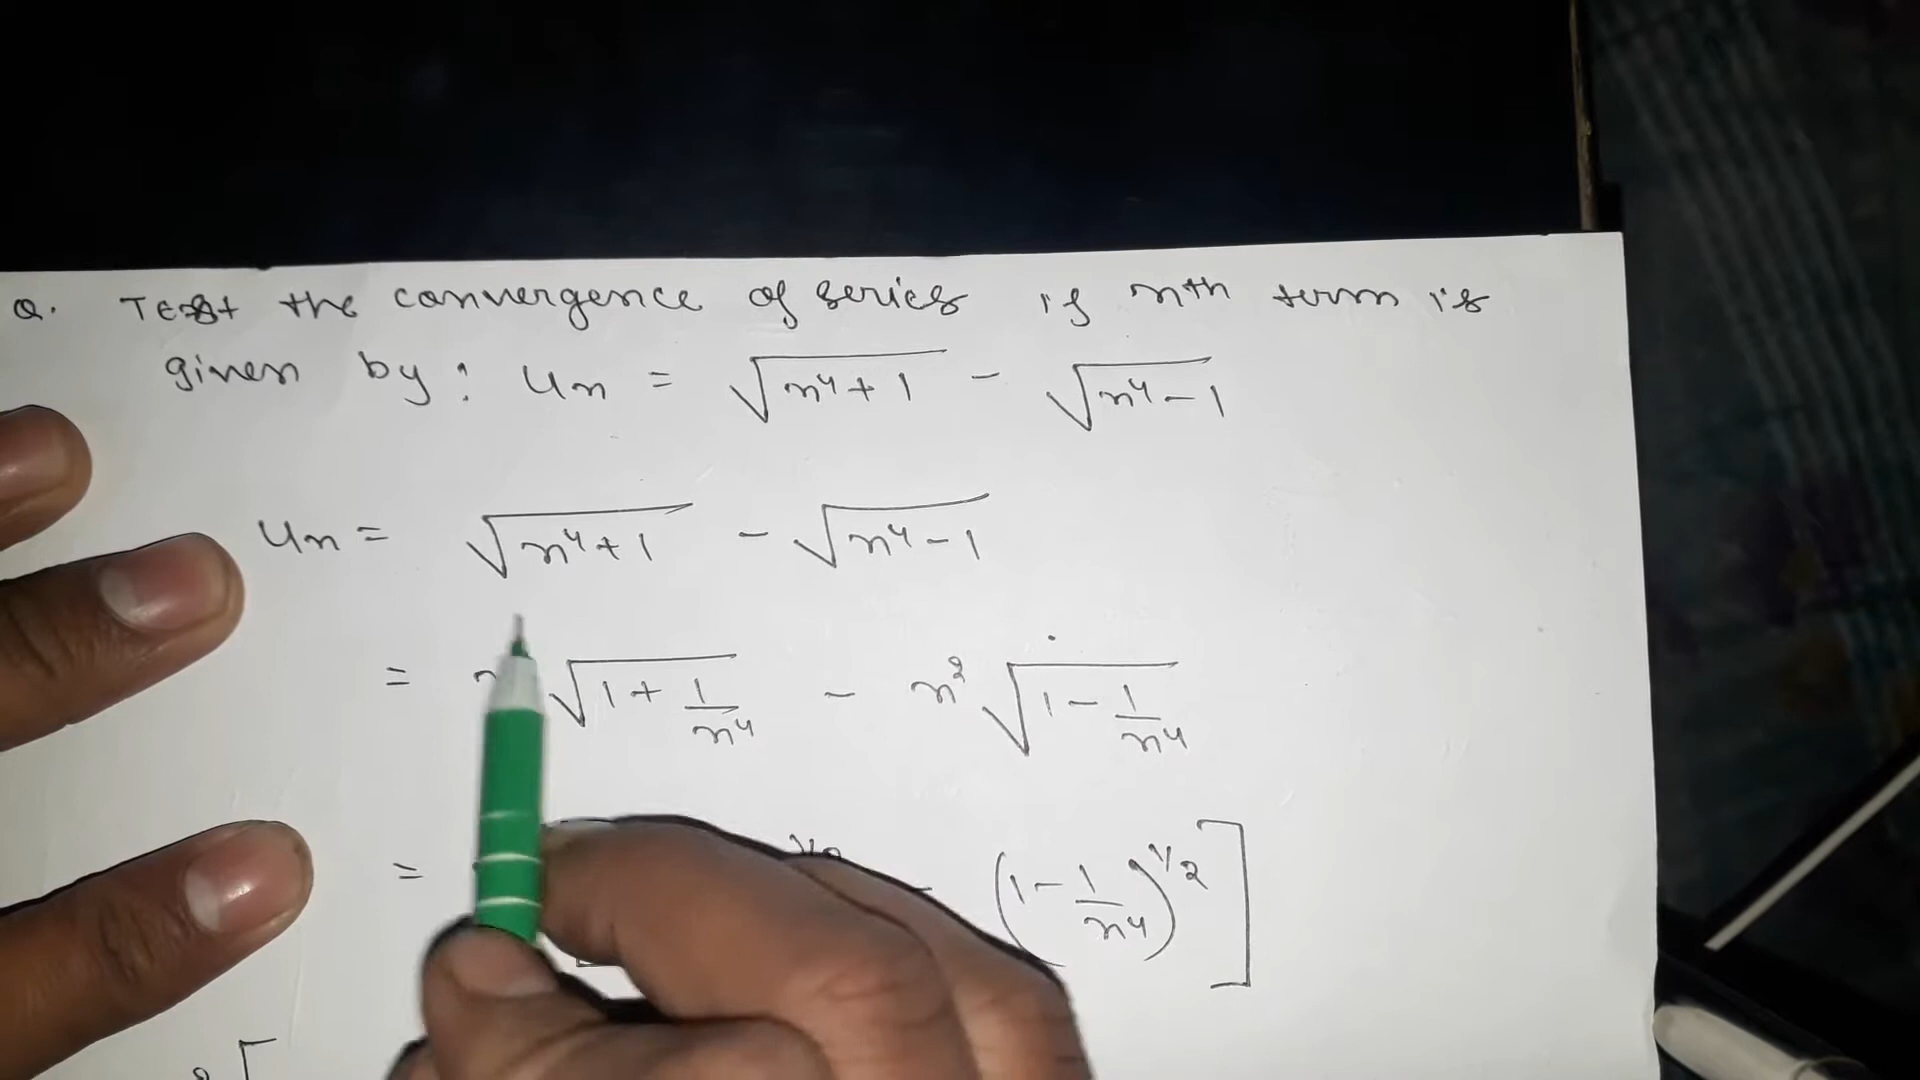 Q. Test the convergence of series if nth term is
given by: un = √(n⁴+1) - √(n⁴-1)
un = √(n⁴+1) - √(n⁴-1)
= √(1 + 1/n⁴) - n² √(1 - 1/n⁴)
= - (1 - 1/n⁴)^1/2 ]
[